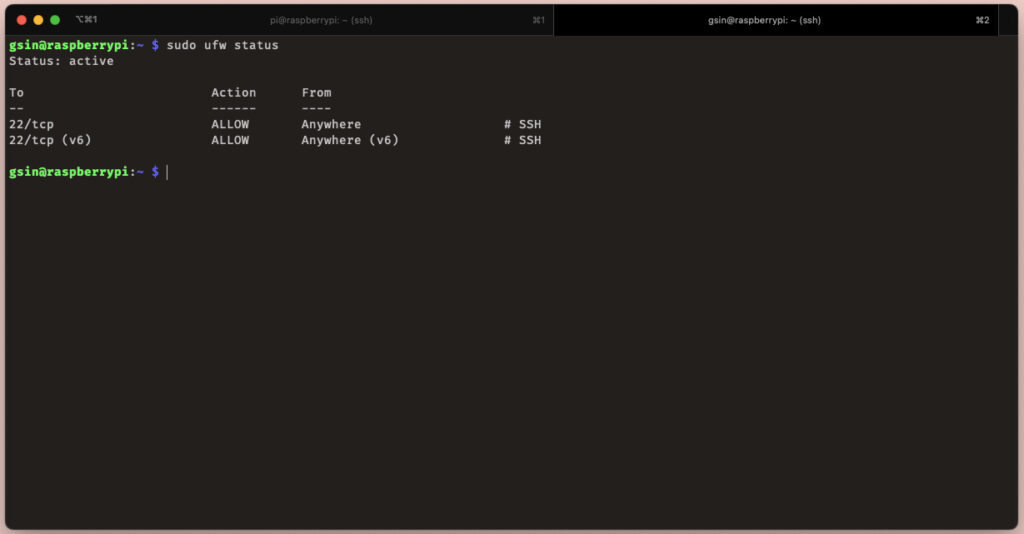 ⌥⌘1 pi@raspberrypi: ~ (ssh) ⌘1 gsin@raspberrypi: ~ (ssh) ⌘2
gsin@raspberrypi:~ $ sudo ufw status
Status: active
To Action From
-- ------ ----
22/tcp ALLOW Anywhere # SSH
22/tcp (v6) ALLOW Anywhere (v6) # SSH
gsin@raspberrypi:~ $